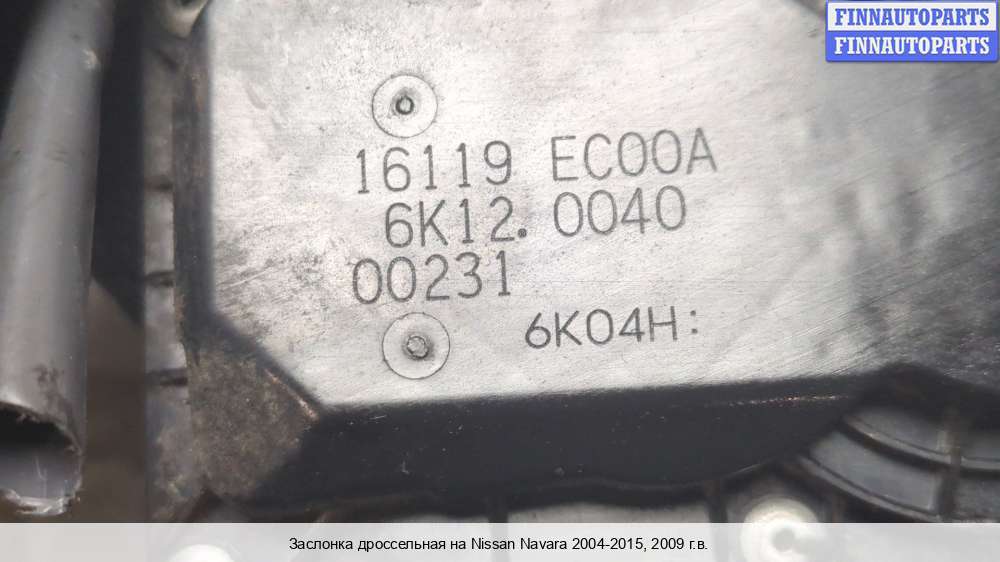 FINNAUTOPARTS
FINNAUTOPARTS
16119 EC00A
6K12.0040
00231
6K04H:
Заслонка дроссельная на Nissan Navara 2004-2015, 2009 г.в.